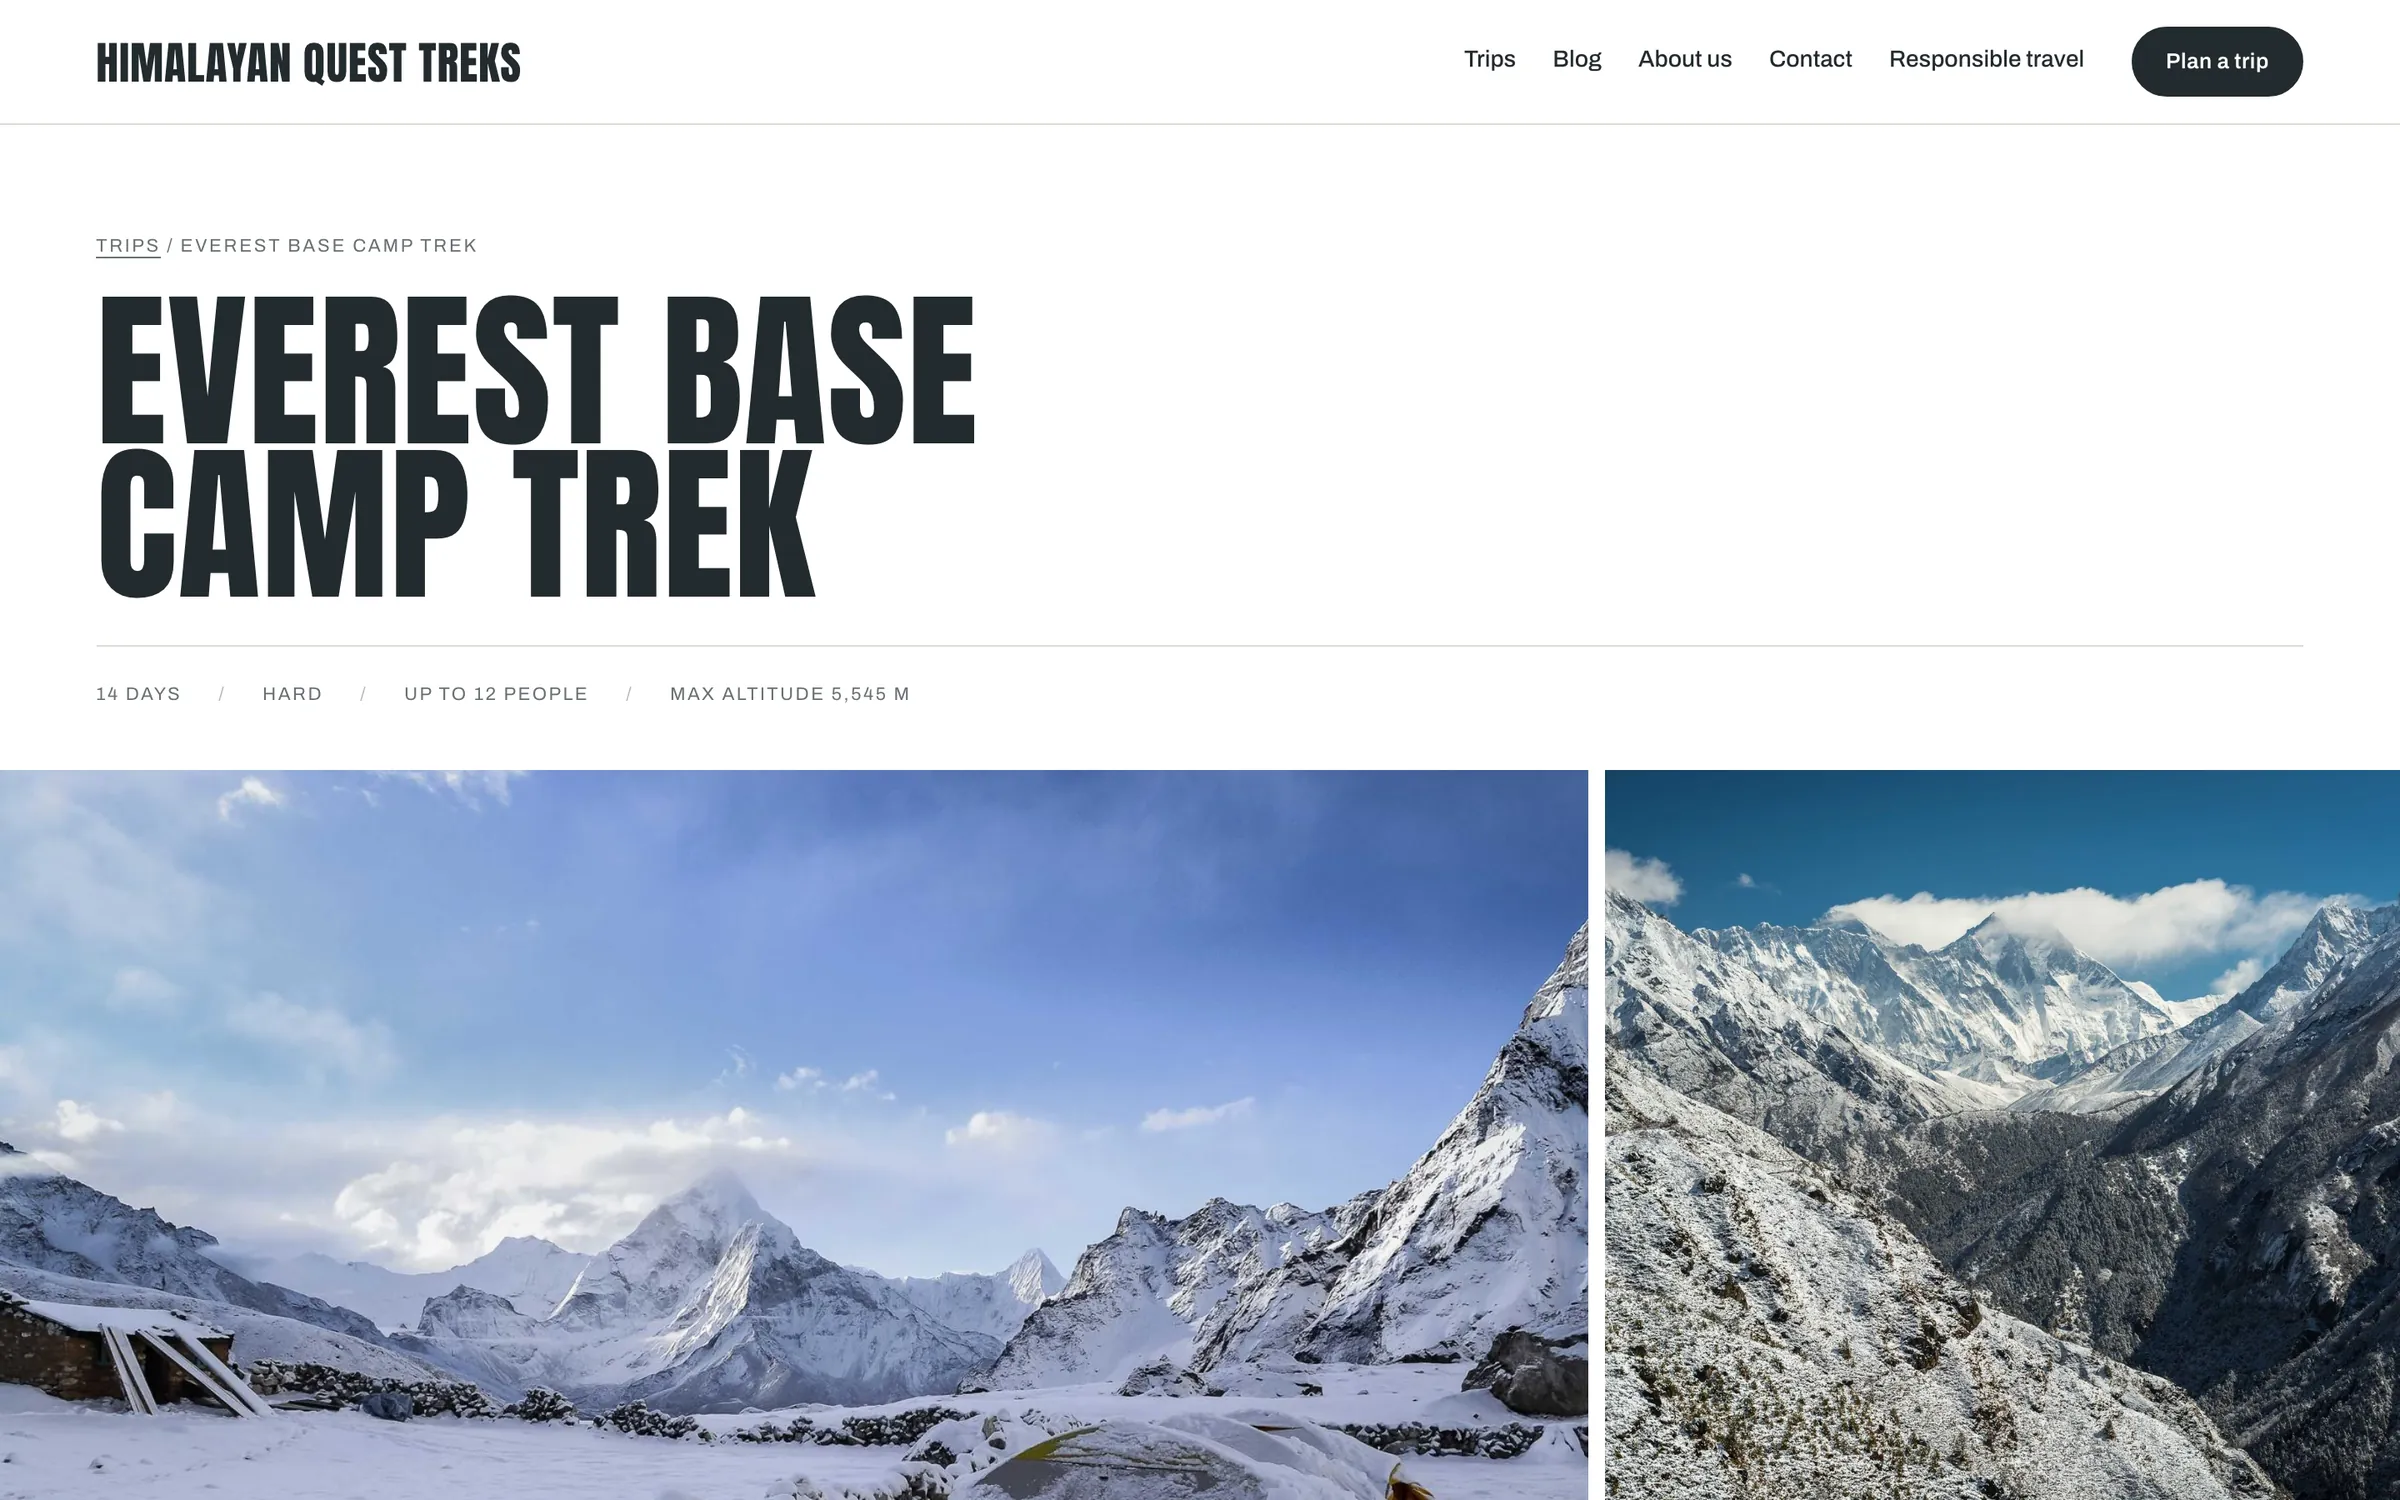 HIMALAYAN QUEST TREKS
Trips Blog About us Contact Responsible travel Plan a trip
TRIPS / EVEREST BASE CAMP TREK
EVEREST BASE
CAMP TREK
14 DAYS / HARD / UP TO 12 PEOPLE / MAX ALTITUDE 5,545 M